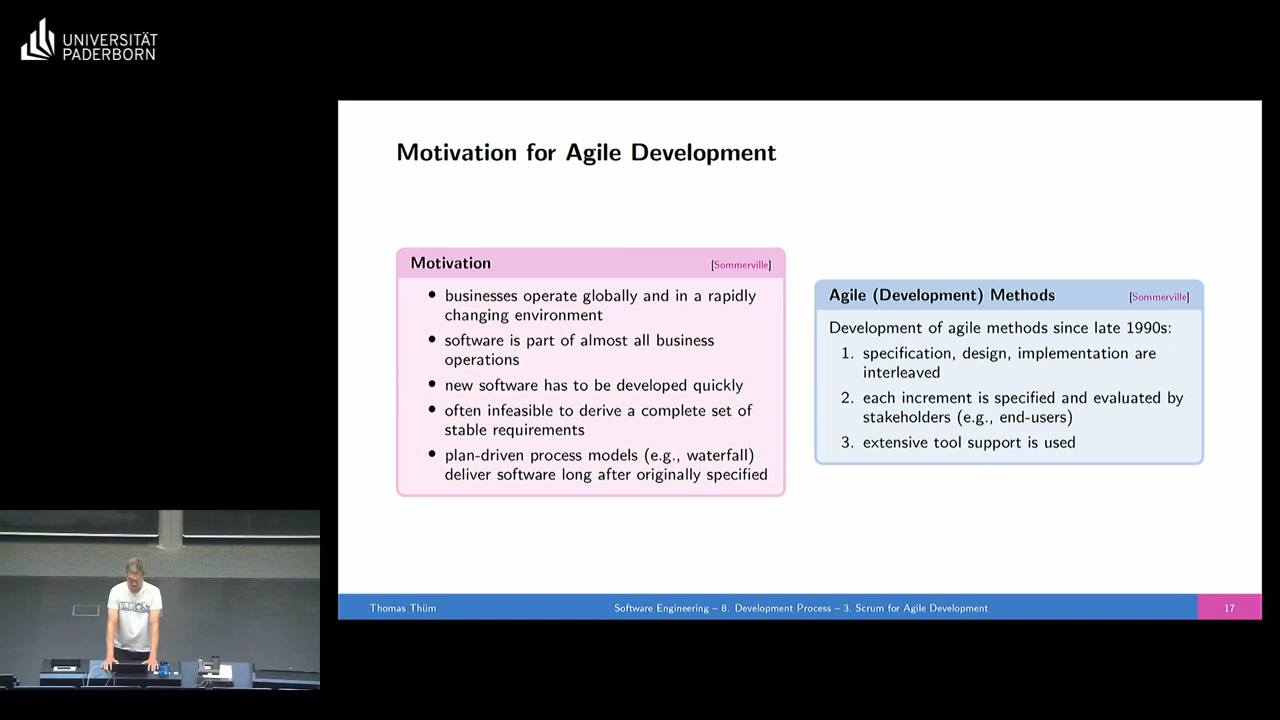 UNIVERSITÄT
PADERBORN
Motivation for Agile Development
Motivation [Sommerville]
• businesses operate globally and in a rapidly
changing environment
• software is part of almost all business
operations
• new software has to be developed quickly
• often infeasible to derive a complete set of
stable requirements
• plan-driven process models (e.g., waterfall)
deliver software long after originally specified
Agile (Development) Methods [Sommerville]
Development of agile methods since late 1990s:
1. specification, design, implementation are
interleaved
2. each increment is specified and evaluated by
stakeholders (e.g., end-users)
3. extensive tool support is used
Thomas Thüm
Software Engineering – 8. Development Process – 3. Scrum for Agile Development
17